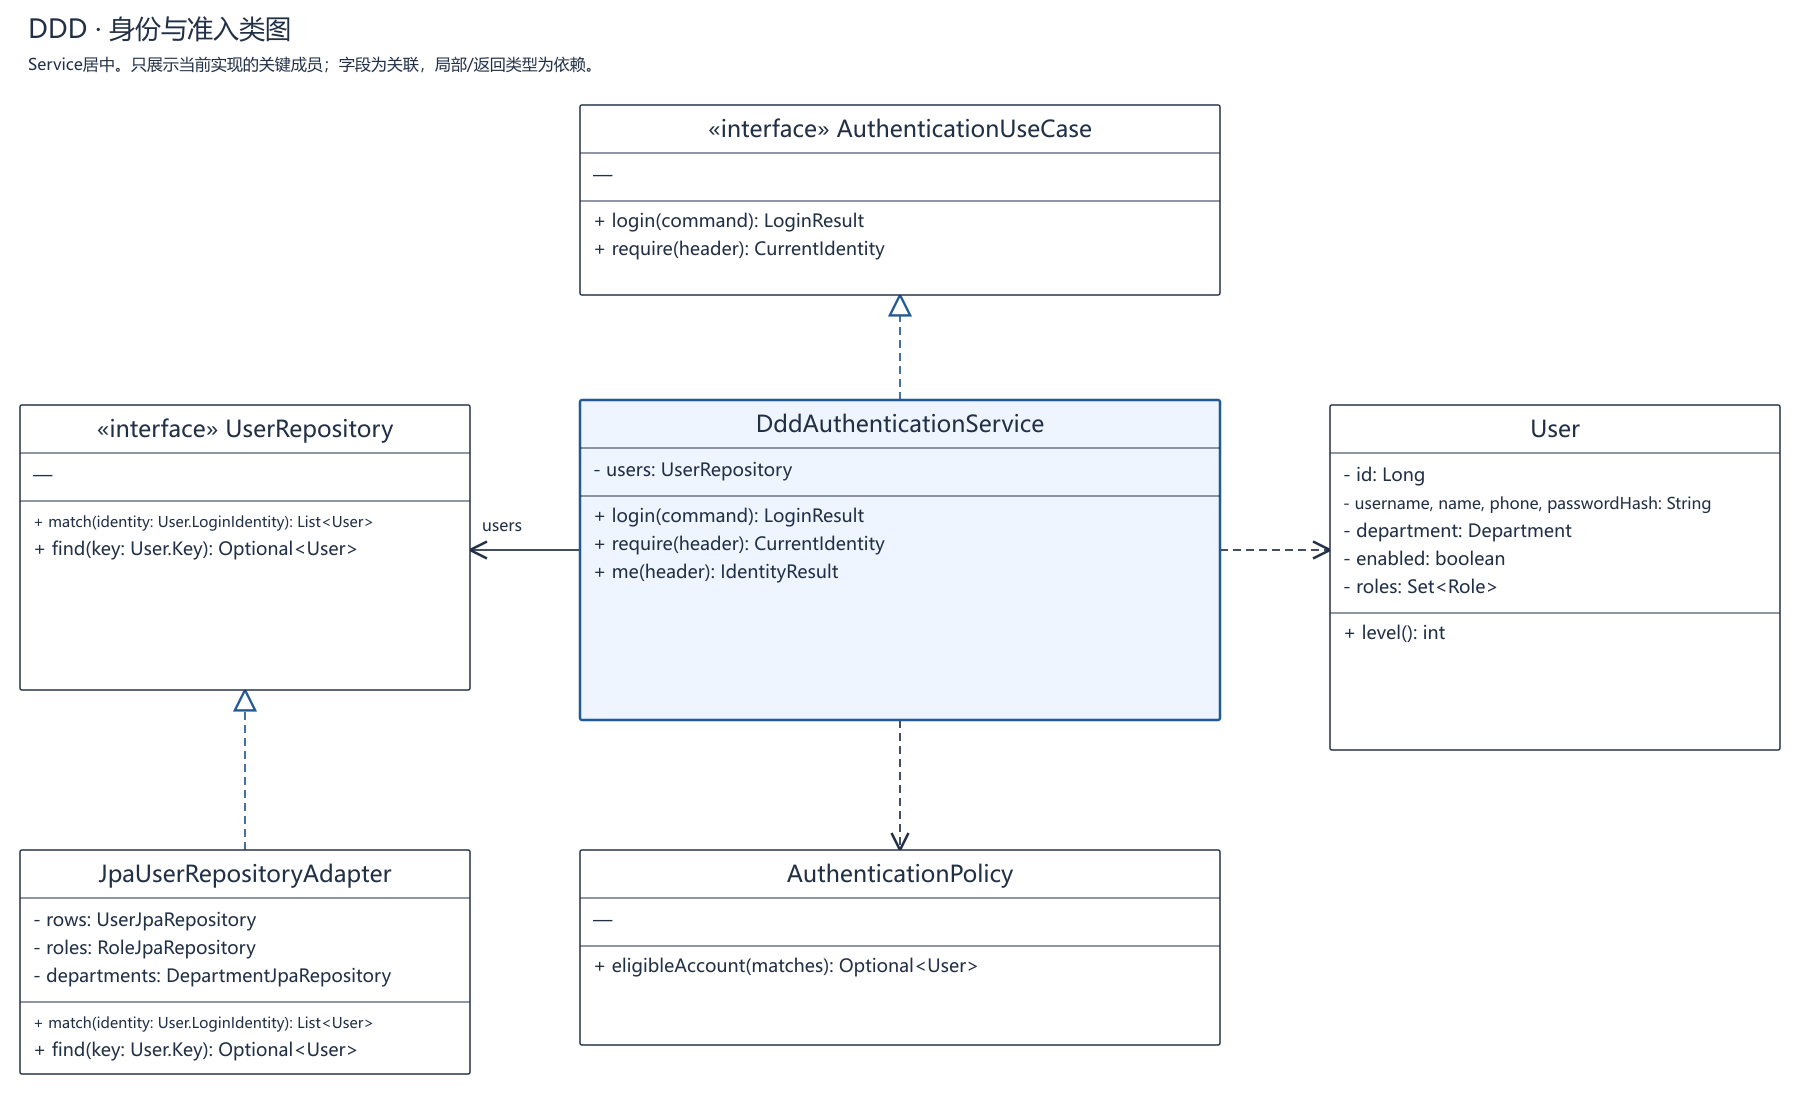 DDD · 身份与准入类图
Service居中。只展示当前实现的关键成员；字段为关联，局部/返回类型为依赖。
«interface» AuthenticationUseCase
—
+ login(command): LoginResult
+ require(header): CurrentIdentity
«interface» UserRepository
—
+ match(identity: User.LoginIdentity): List<User>
+ find(key: User.Key): Optional<User>
users
DddAuthenticationService
- users: UserRepository
+ login(command): LoginResult
+ require(header): CurrentIdentity
+ me(header): IdentityResult
User
- id: Long
- username, name, phone, passwordHash: String
- department: Department
- enabled: boolean
- roles: Set<Role>
+ level(): int
JpaUserRepositoryAdapter
- rows: UserJpaRepository
- roles: RoleJpaRepository
- departments: DepartmentJpaRepository
+ match(identity: User.LoginIdentity): List<User>
+ find(key: User.Key): Optional<User>
AuthenticationPolicy
—
+ eligibleAccount(matches): Optional<User>